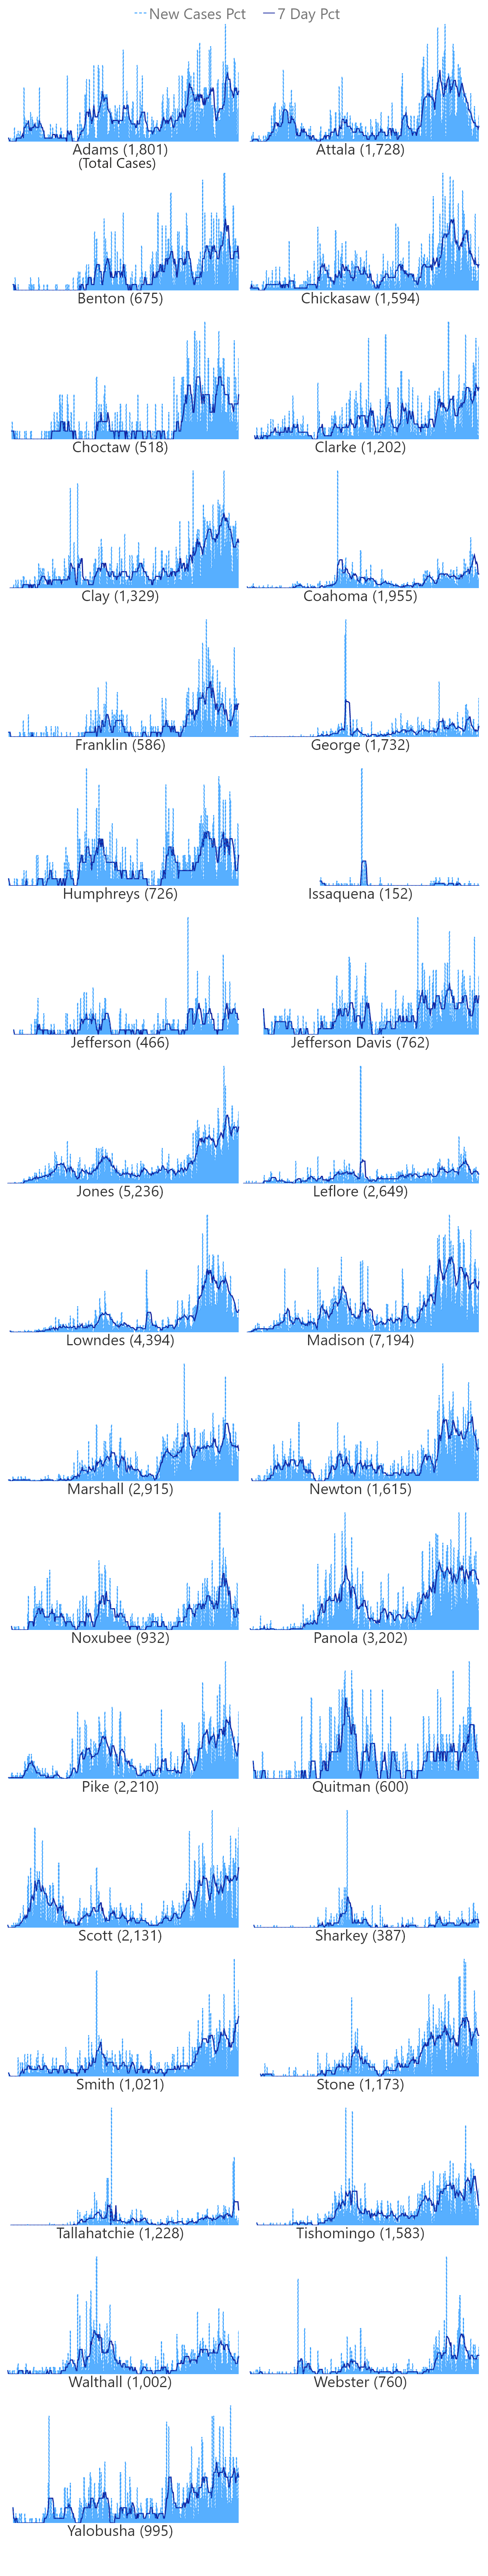 New Cases Pct 7 Day Pct
Adams (1,801) Attala (1,728)
(Total Cases)
Benton (675) Chickasaw (1,594)
Choctaw (518) Clarke (1,202)
Clay (1,329) Coahoma (1,955)
Franklin (586) George (1,732)
Humphreys (726) Issaquena (152)
Jefferson (466) Jefferson Davis (762)
Jones (5,236) Leflore (2,649)
Lowndes (4,394) Madison (7,194)
Marshall (2,915) Newton (1,615)
Noxubee (932) Panola (3,202)
Pike (2,210) Quitman (600)
Scott (2,131) Sharkey (387)
Smith (1,021) Stone (1,173)
Tallahatchie (1,228) Tishomingo (1,583)
Walthall (1,002) Webster (760)
Yalobusha (995)